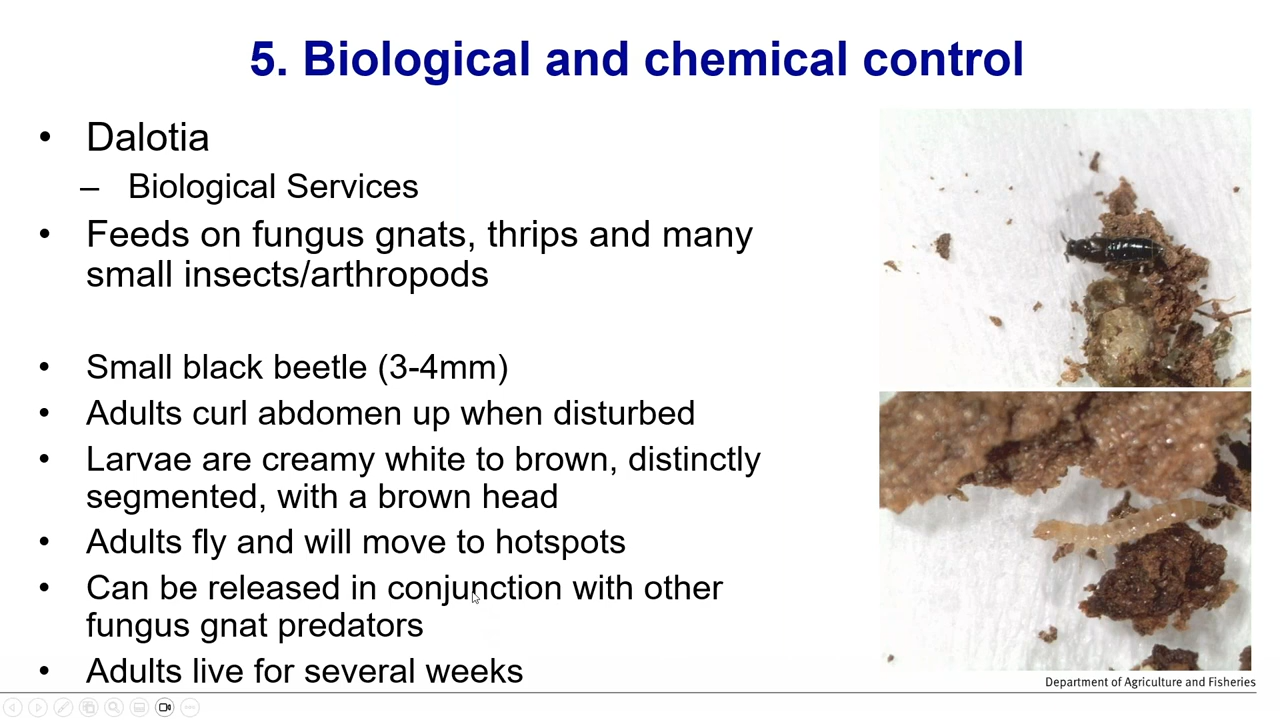 5. Biological and chemical control
• Dalotia
– Biological Services
• Feeds on fungus gnats, thrips and many
small insects/arthropods
• Small black beetle (3-4mm)
• Adults curl abdomen up when disturbed
• Larvae are creamy white to brown, distinctly
segmented, with a brown head
• Adults fly and will move to hotspots
• Can be released in conjunction with other
fungus gnat predators
• Adults live for several weeks
Department of Agriculture and Fisheries